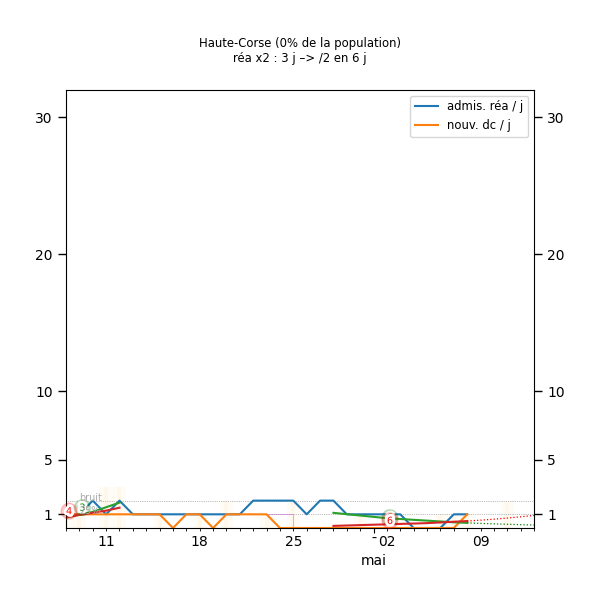 Haute-Corse (0% de la population)
réa x2 : 3 j –> /2 en 6 j
admis. réa / j
nouv. dc / j
30 30
20 20
10 10
5 5
1 1
bruit
4 3 6
11 18 25 02 09
mai